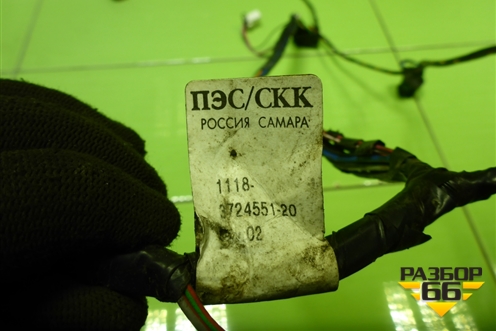 ПЭС/СКК
РОССИЯ САМАРА
1118-
3724551-20
02
РАЗБОР
66